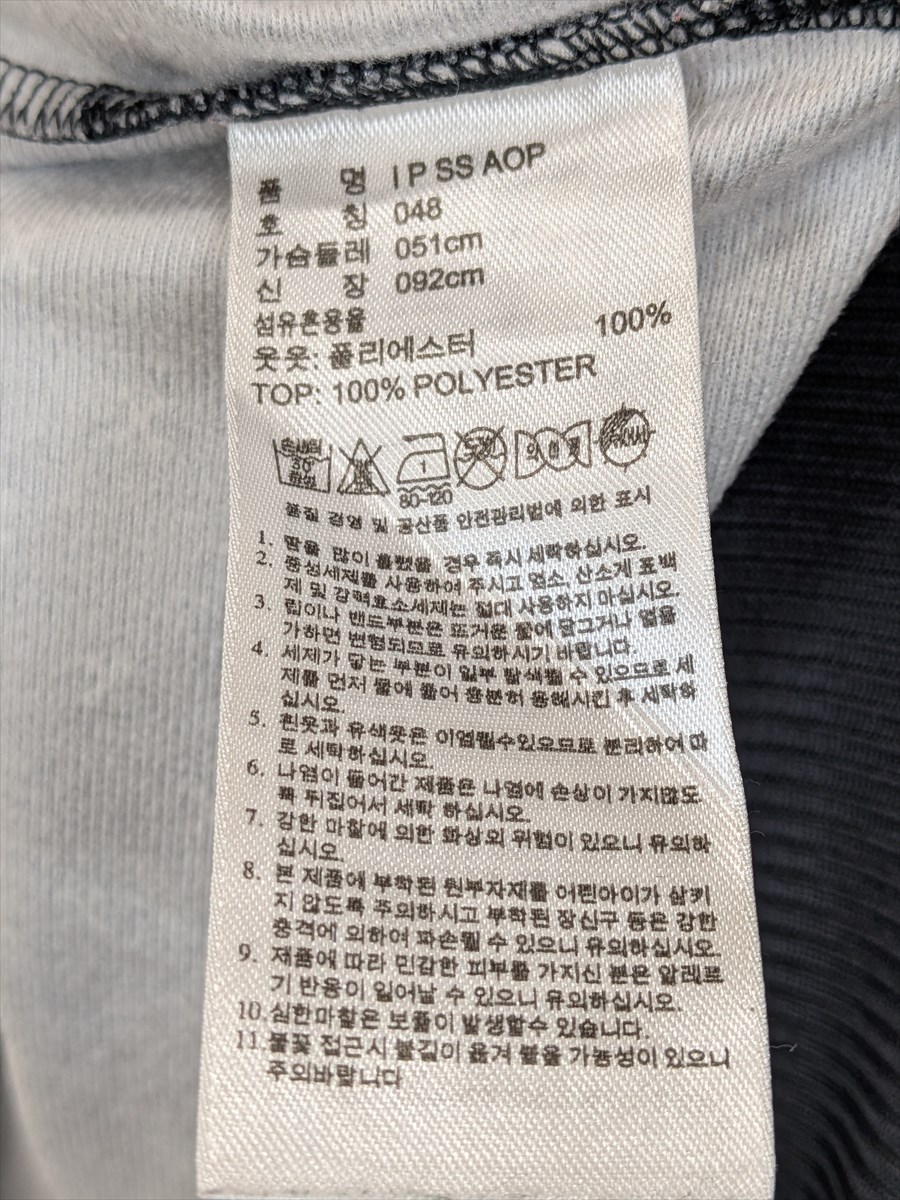 품 명 I P SS AOP
호 칭 048
가슴둘레 051cm
신 장 092cm
섬유혼용율
웃옷: 폴리에스터 100%
TOP: 100% POLYESTER
손세탁
30
중성
1
80-120
품질 경영 및 공산품 안전관리법에 의한 표시
1. 땀을 많이 흘렸을 경우 즉시 세탁하십시오.
2. 중성세제를 사용하여 주시고 염소, 산소계 표백
제 및 강력효소세제는 절대 사용하지 마십시오.
3. 립이나 밴드부분은 뜨거운 물에 담그거나 열을
가하면 변형되므로 유의하시기 바랍니다.
4. 세제가 닿는 부분이 일부 탈색될 수 있으므로 세
제를 먼저 물에 풀어 충분히 용해시킨 후 세탁하
십시오.
5. 흰옷과 유색옷은 이염될수있으므로 분리하여 따
로 세탁하십시오.
6. 나염이 들어간 제품은 나염에 손상이 가지않도
록 뒤집어서 세탁 하십시오.
7. 강한 마찰에 의한 화상의 위험이 있으니 유의하
십시오.
8. 본 제품에 부착된 원부자재를 어린아이가 삼키
지 않도록 주의하시고 부착된 장신구 등은 강한
충격에 의하여 파손될 수 있으니 유의하십시오.
9. 제품에 따라 민감한 피부를 가지신 분은 알레르
기 반응이 일어날 수 있으니 유의하십시오.
10.심한마찰은 보풀이 발생할수 있습니다.
11.불꽃 접근시 불길이 옮겨 붙을 가능성이 있으니
주의바랍니다